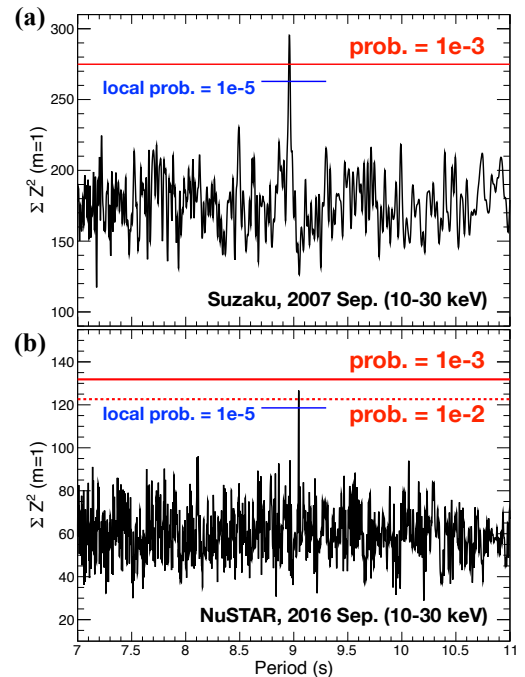 (a)
300
250
200
150
100
Σ Z² (m=1)
prob. = 1e-3
local prob. = 1e-5
Suzaku, 2007 Sep. (10-30 keV)
(b)
140
120
100
80
60
40
20
Σ Z² (m=1)
prob. = 1e-3
local prob. = 1e-5
prob. = 1e-2
NuSTAR, 2016 Sep. (10-30 keV)
7 7.5 8 8.5 9 9.5 10 10.5 11
Period (s)